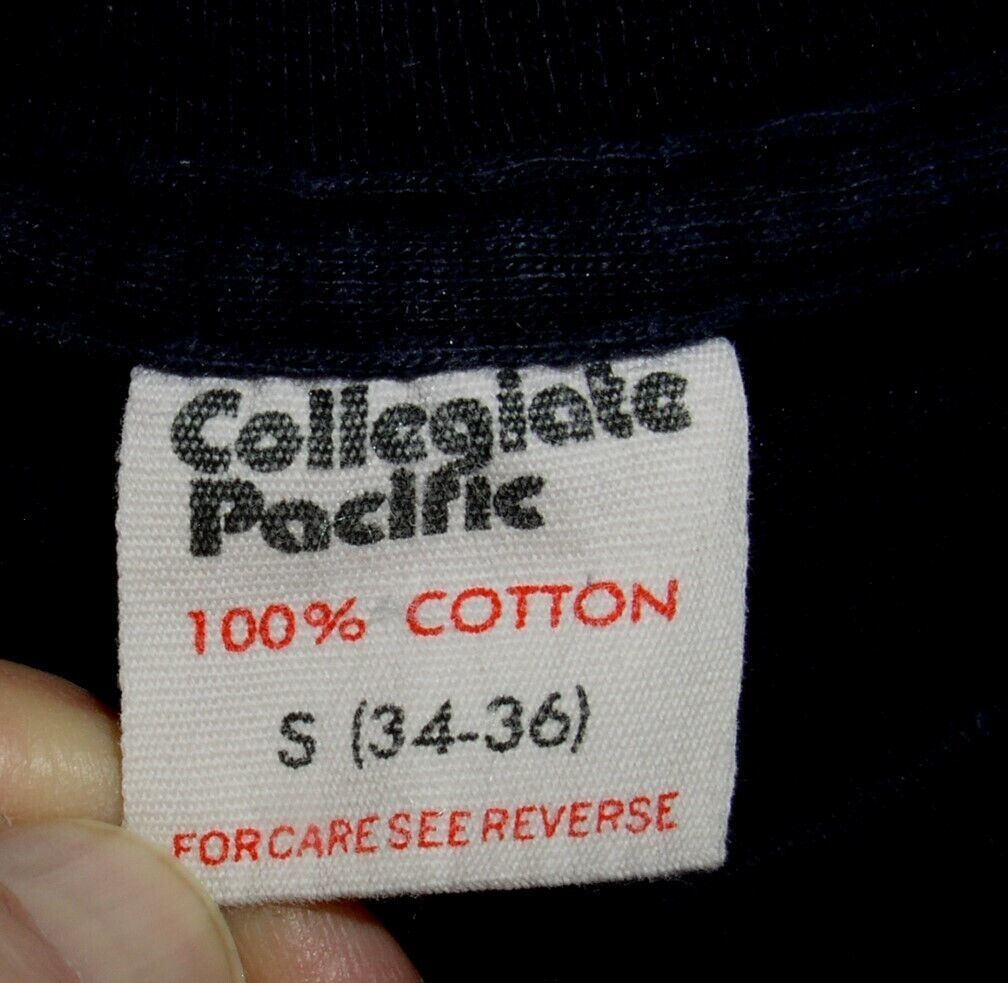 Collegiate
Pacific
100% COTTON
S (34-36)
FOR CARE SEE REVERSE